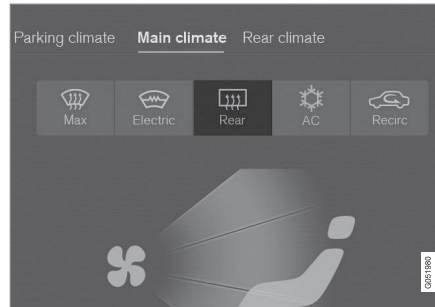 Parking climate Main climate Rear climate
Max Electric Rear AC Recirc
G051980